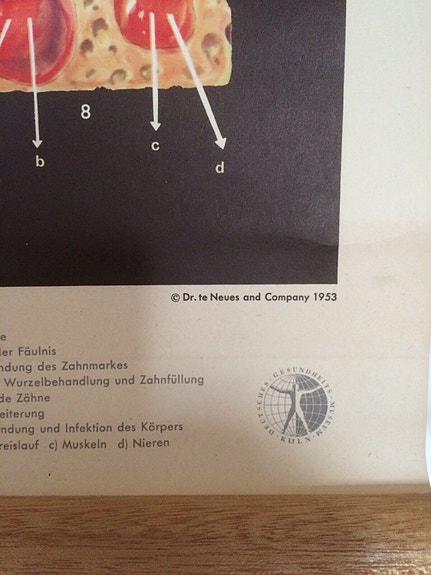 8
b
c
d
© Dr. te Neues and Company 1953
e
ler Fäulnis
ndung des Zahnmarkes
Wurzelbehandlung und Zahnfüllung
de Zähne
eiterung
ndung und Infektion des Körpers
reislauf c) Muskeln d) Nieren
DEUTSCHES · GESUNDHEITS · MUSEUM · KÖLN ·